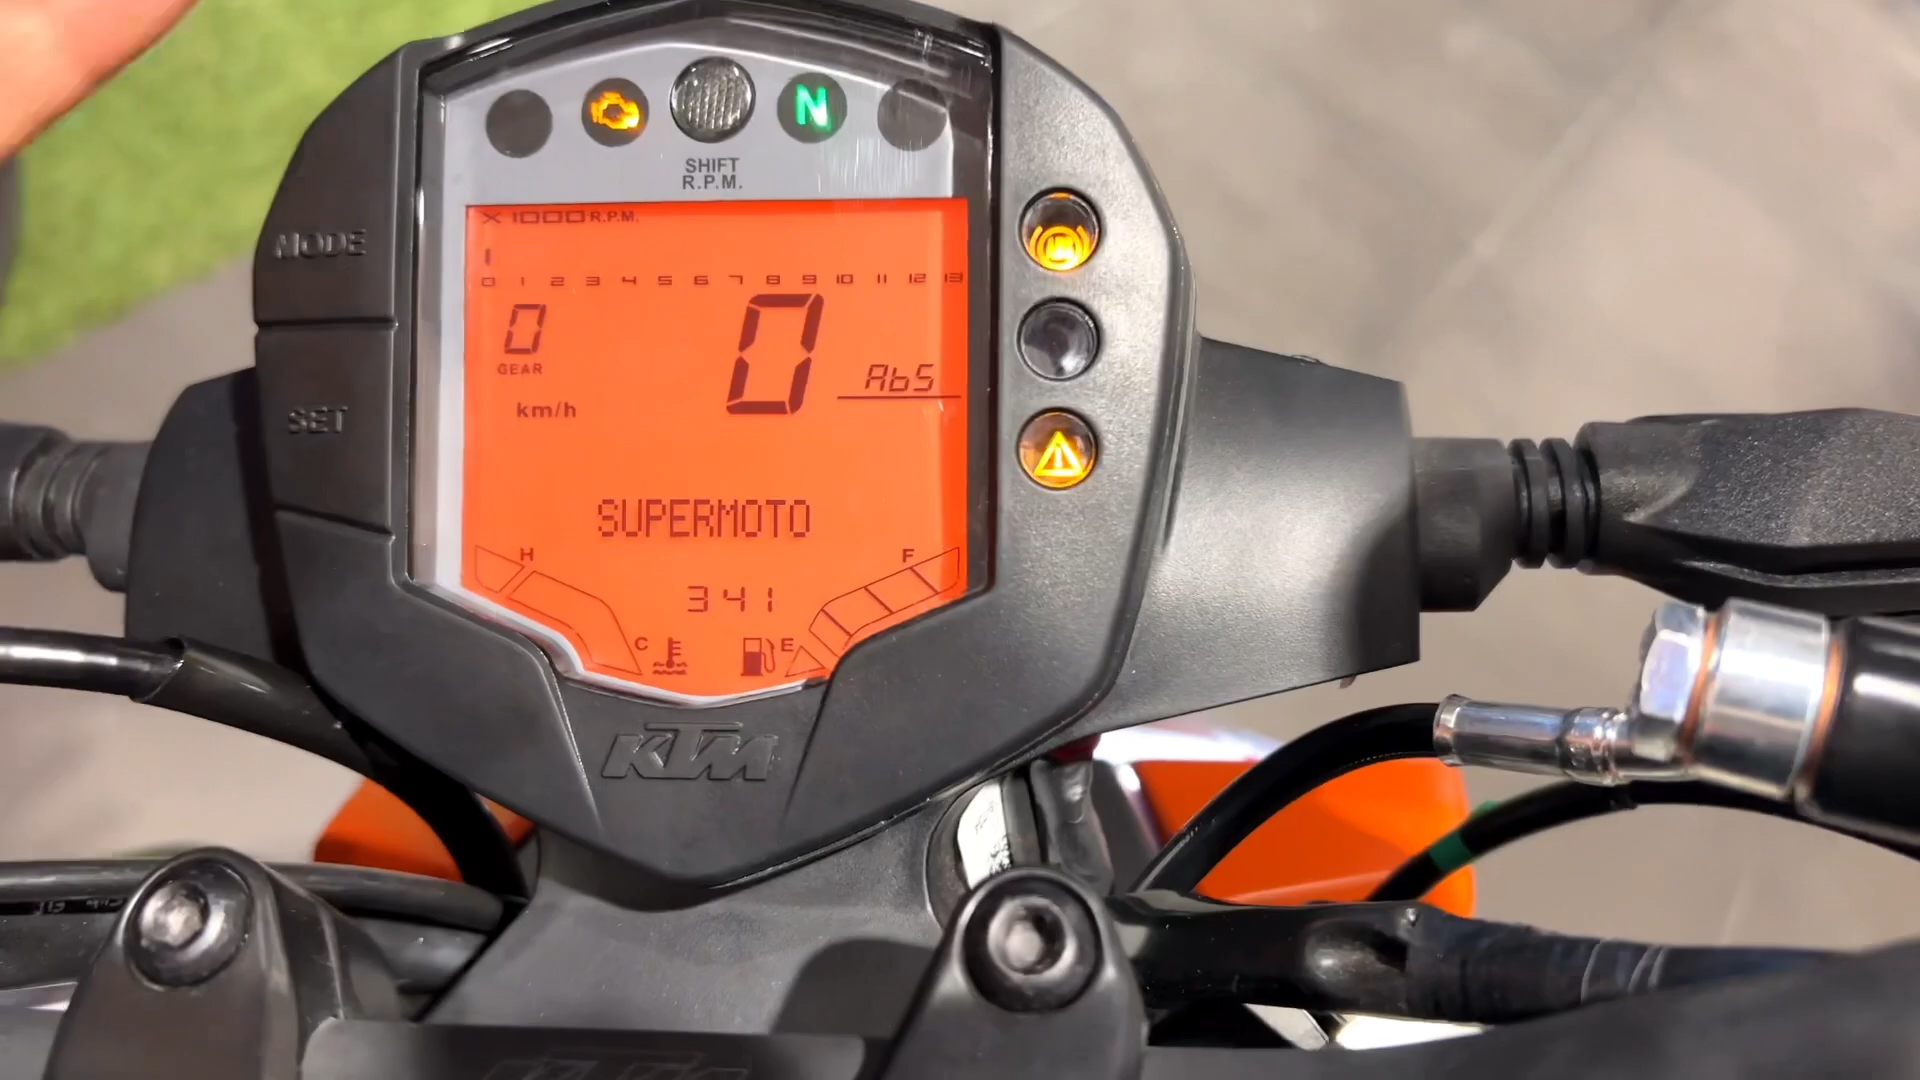 N
SHIFT
R.P.M.
MODE
X 1000 R.P.M.
0 1 2 3 4 5 6 7 8 9 10 11 12 13
0
GEAR
0
AbS
km/h
SET
SUPERMOTO
H
F
341
C
E
KTM